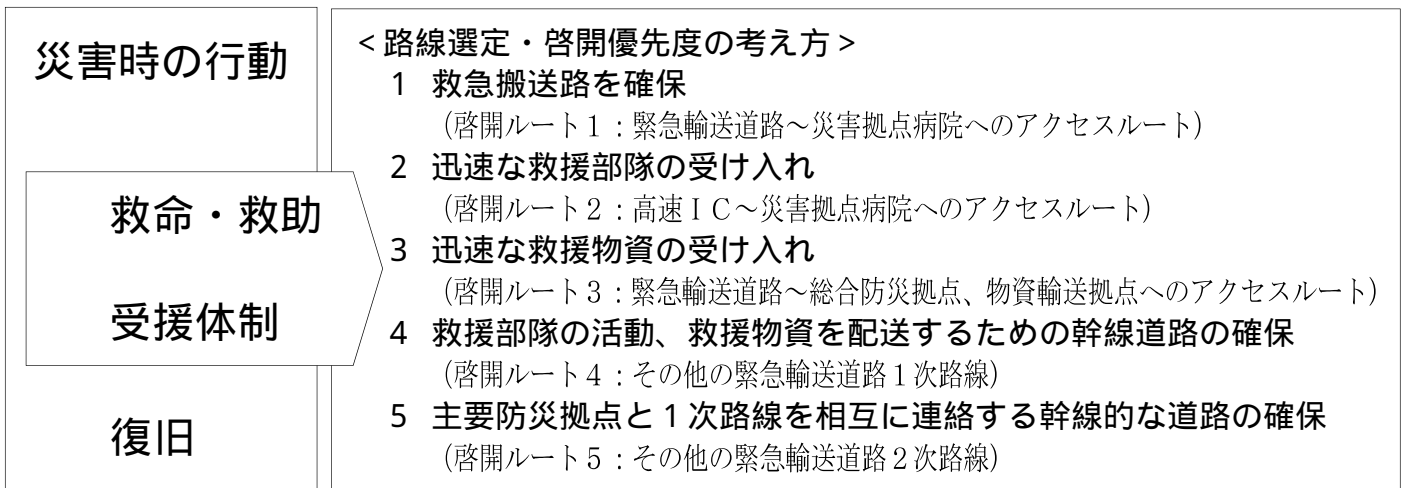 災害時の行動
救命・救助
受援体制
復旧
<路線選定・啓開優先度の考え方>
1 救急搬送路を確保
(啓開ルート1:緊急輸送道路~災害拠点病院へのアクセスルート)
2 迅速な救援部隊の受け入れ
(啓開ルート2:高速IC~災害拠点病院へのアクセスルート)
3 迅速な救援物資の受け入れ
(啓開ルート3:緊急輸送道路~総合防災拠点、物資輸送拠点へのアクセスルート)
4 救援部隊の活動、救援物資を配送するための幹線道路の確保
(啓開ルート4:その他の緊急輸送道路1次路線)
5 主要防災拠点と1次路線を相互に連絡する幹線的な道路の確保
(啓開ルート5:その他の緊急輸送道路2次路線)